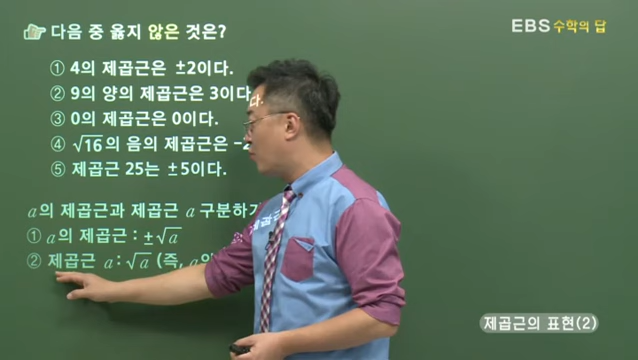 다음 중 옳지 않은 것은?
EBS 수학의 답
① 4의 제곱근은 ±2이다.
② 9의 양의 제곱근은 3이다.
③ 0의 제곱근은 0이다.
④ √16의 음의 제곱근은 -2
⑤ 제곱근 25는 ±5이다.
a의 제곱근과 제곱근 a 구분하기
① a의 제곱근 : ±√a
② 제곱근 a : √a (즉, a의
제곱근의 표현(2)